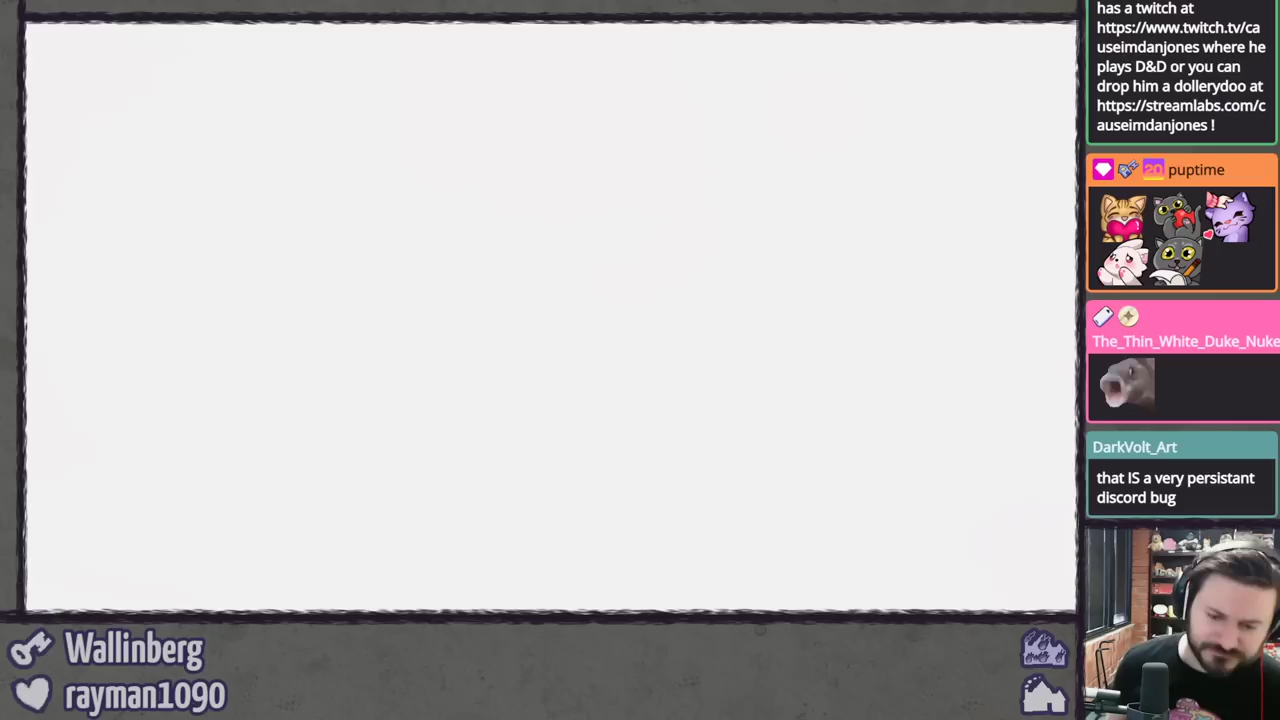 has a twitch at
https://www.twitch.tv/ca
useimdanjones where he
plays D&D or you can
drop him a dollerydoo at
https://streamlabs.com/c
auseimdanjones !
20 puptime
The_Thin_White_Duke_Nuke
DarkVolt_Art
that IS a very persistant
discord bug
Wallinberg
rayman1090